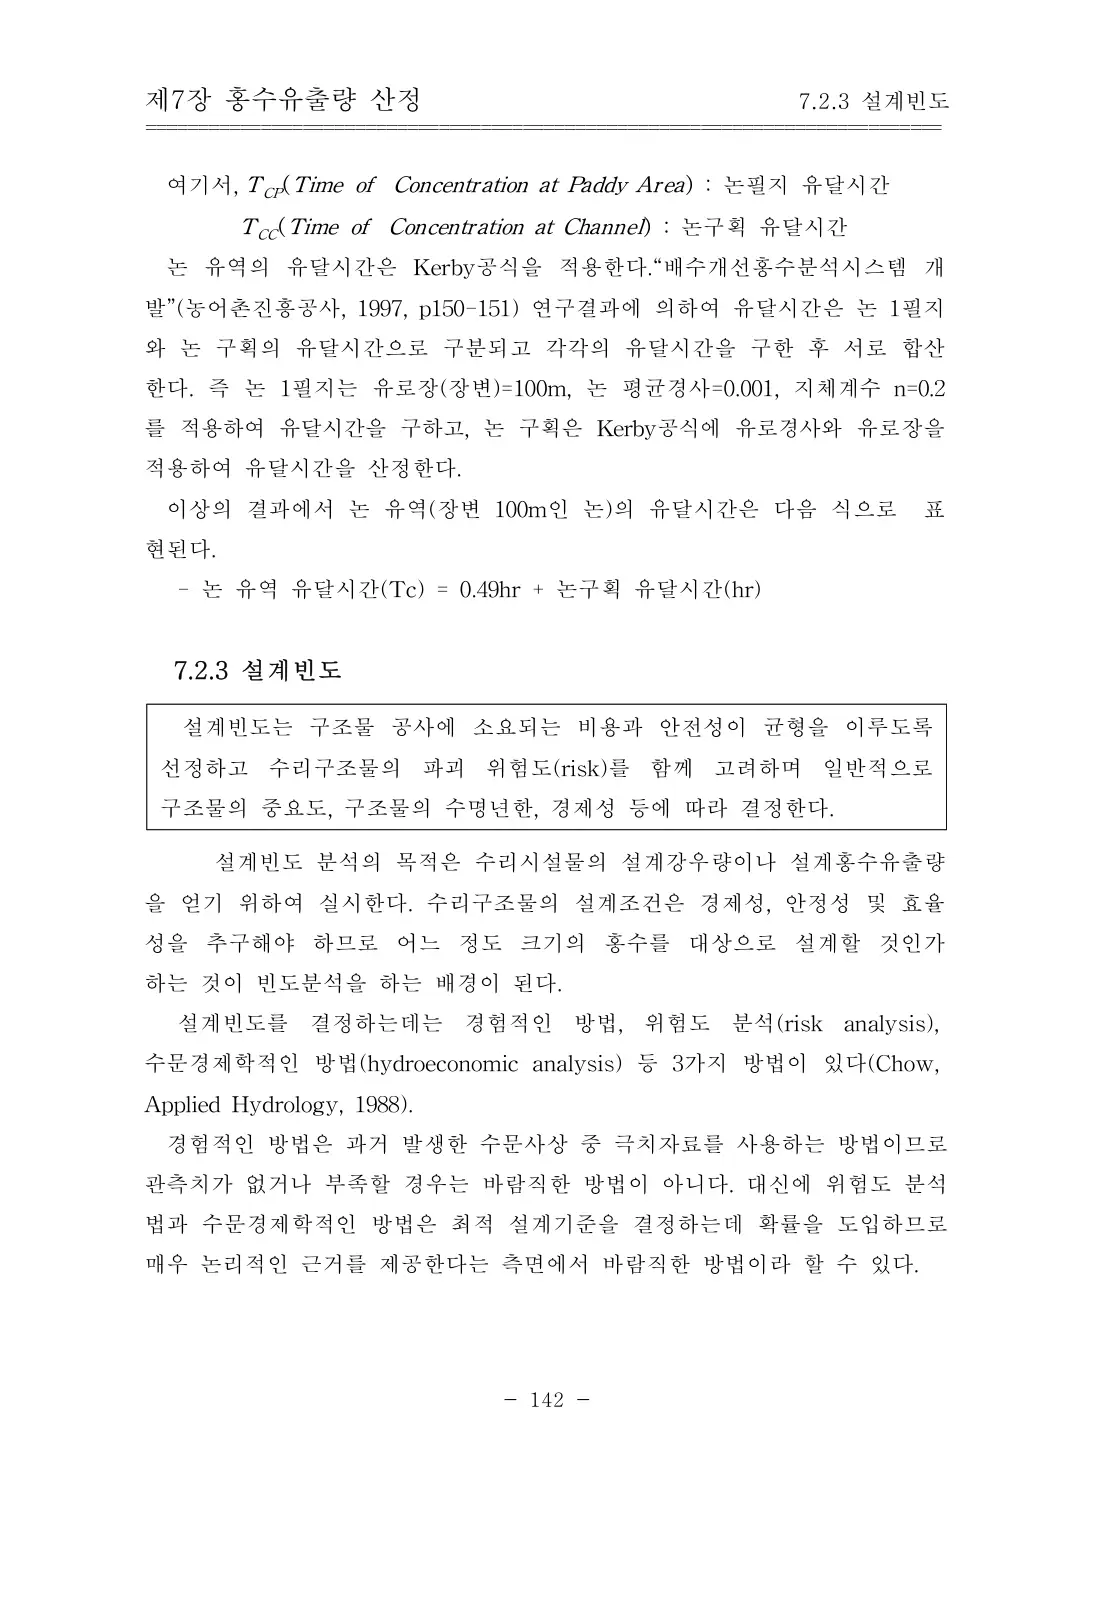 제7장 홍수유출량 산정 7.2.3 설계빈도
여기서, T_CP(Time of Concentration at Paddy Area) : 논필지 유달시간
T_CC(Time of Concentration at Channel) : 논구획 유달시간
논 유역의 유달시간은 Kerby공식을 적용한다.“배수개선홍수분석시스템 개
발”(농어촌진흥공사, 1997, p150-151) 연구결과에 의하여 유달시간은 논 1필지
와 논 구획의 유달시간으로 구분되고 각각의 유달시간을 구한 후 서로 합산
한다. 즉 논 1필지는 유로장(장변)=100m, 논 평균경사=0.001, 지체계수 n=0.2
를 적용하여 유달시간을 구하고, 논 구획은 Kerby공식에 유로경사와 유로장을
적용하여 유달시간을 산정한다.
이상의 결과에서 논 유역(장변 100m인 논)의 유달시간은 다음 식으로 표
현된다.
- 논 유역 유달시간(Tc) = 0.49hr + 논구획 유달시간(hr)
7.2.3 설계빈도
설계빈도는 구조물 공사에 소요되는 비용과 안전성이 균형을 이루도록
선정하고 수리구조물의 파괴 위험도(risk)를 함께 고려하며 일반적으로
구조물의 중요도, 구조물의 수명년한, 경제성 등에 따라 결정한다.
설계빈도 분석의 목적은 수리시설물의 설계강우량이나 설계홍수유출량
을 얻기 위하여 실시한다. 수리구조물의 설계조건은 경제성, 안정성 및 효율
성을 추구해야 하므로 어느 정도 크기의 홍수를 대상으로 설계할 것인가
하는 것이 빈도분석을 하는 배경이 된다.
설계빈도를 결정하는데는 경험적인 방법, 위험도 분석(risk analysis),
수문경제학적인 방법(hydroeconomic analysis) 등 3가지 방법이 있다(Chow,
Applied Hydrology, 1988).
경험적인 방법은 과거 발생한 수문사상 중 극치자료를 사용하는 방법이므로
관측치가 없거나 부족할 경우는 바람직한 방법이 아니다. 대신에 위험도 분석
법과 수문경제학적인 방법은 최적 설계기준을 결정하는데 확률을 도입하므로
매우 논리적인 근거를 제공한다는 측면에서 바람직한 방법이라 할 수 있다.
- 142 -